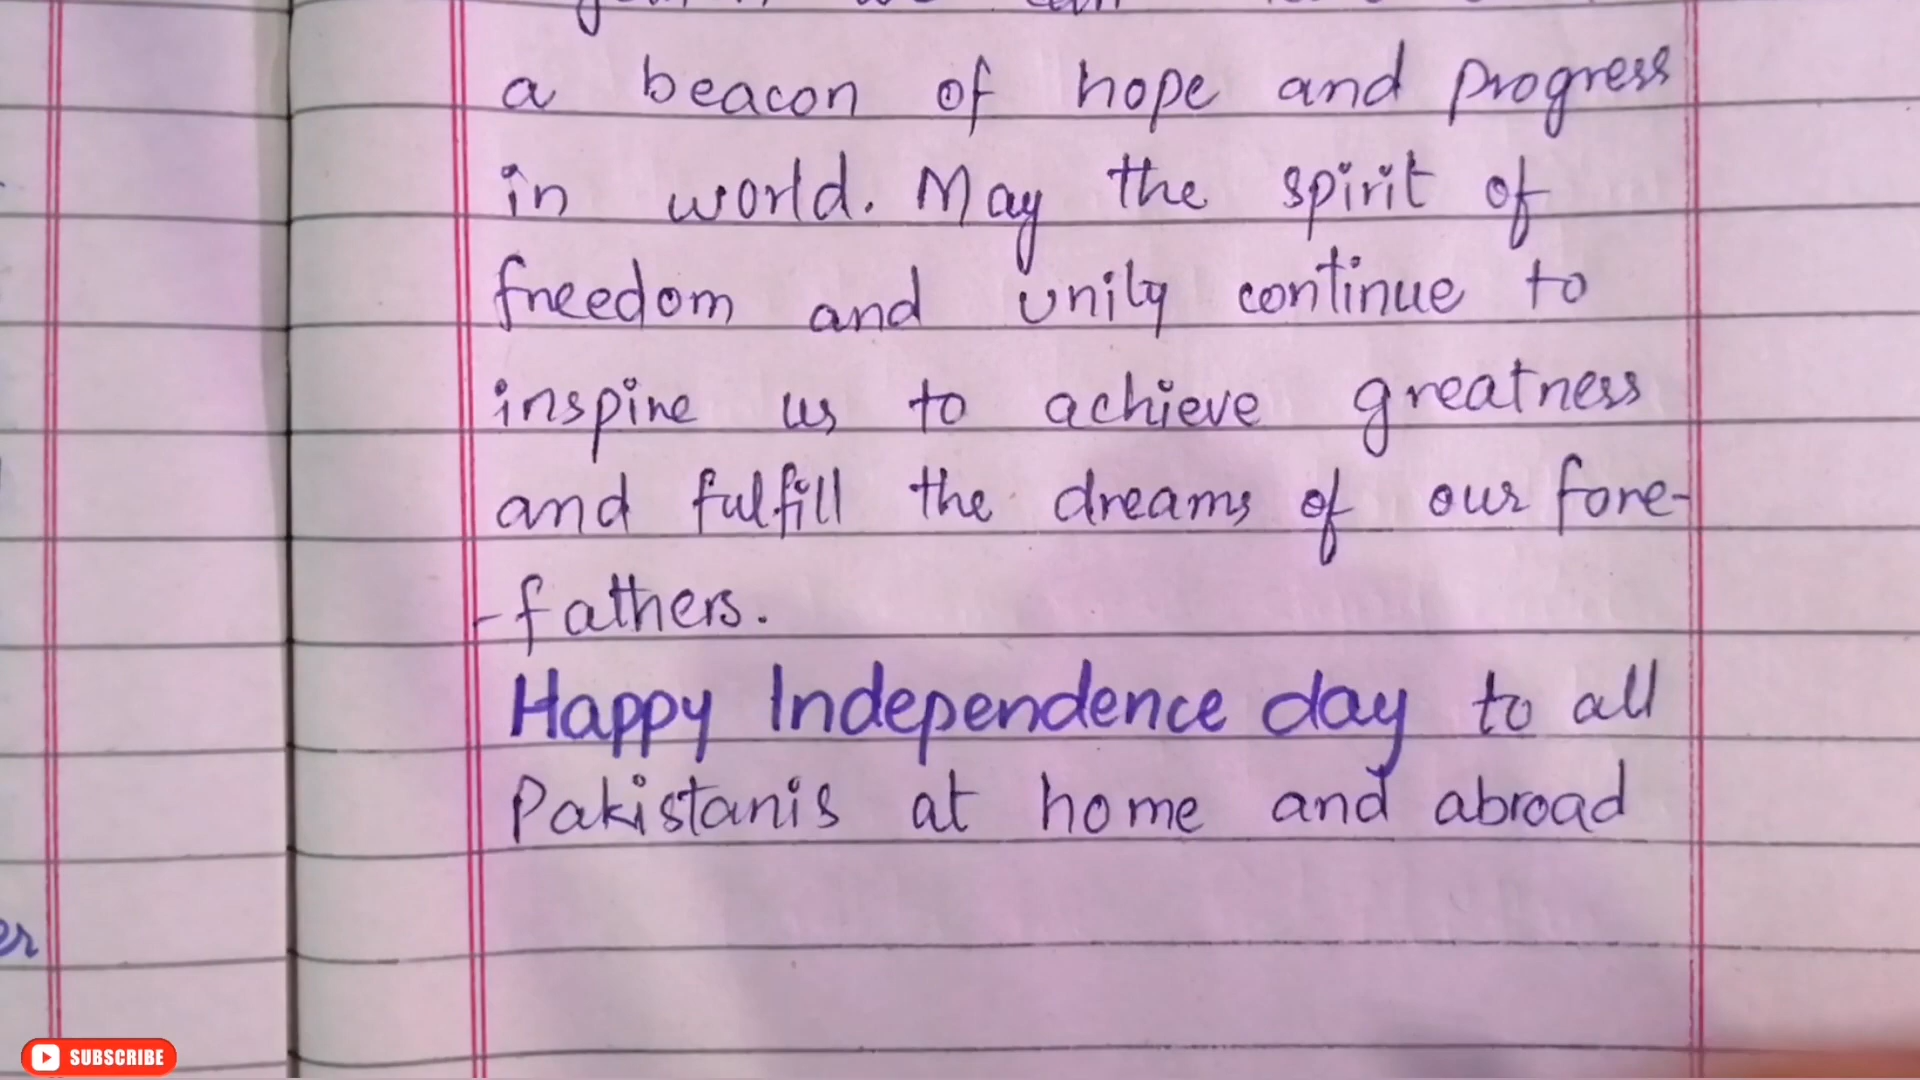 a beacon of hope and progress
in world. May the spirit of
freedom and unity continue to
inspire us to achieve greatness
and fulfill the dreams of our fore-
-fathers.
Happy Independence day to all
Pakistanis at home and abroad
er
SUBSCRIBE